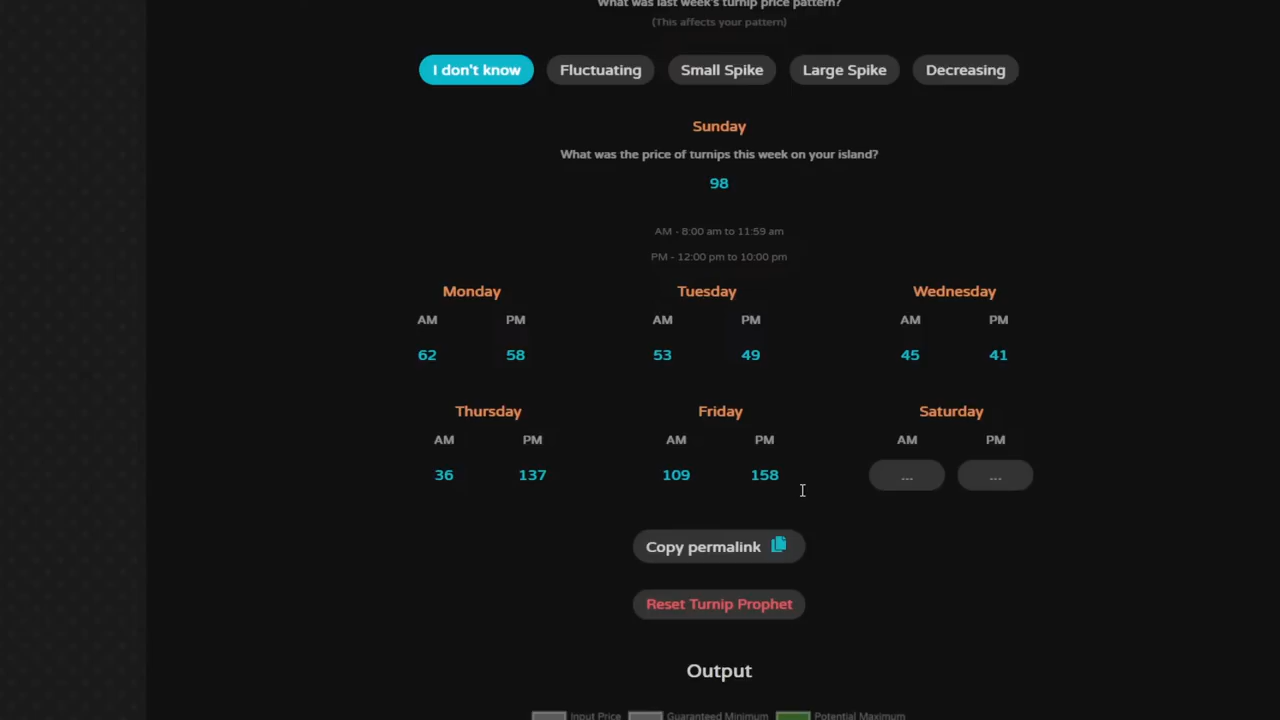 What was last week's turnip price pattern?
(This affects your pattern)
I don't know Fluctuating Small Spike Large Spike Decreasing
Sunday
What was the price of turnips this week on your island?
98
AM - 8:00 am to 11:59 am
PM - 12:00 pm to 10:00 pm
Monday Tuesday Wednesday
AM PM AM PM AM PM
62 58 53 49 45 41
Thursday Friday Saturday
AM PM AM PM AM PM
36 137 109 158 ... ...
Copy permalink
Reset Turnip Prophet
Output
Input Price Guaranteed Minimum Potential Maximum